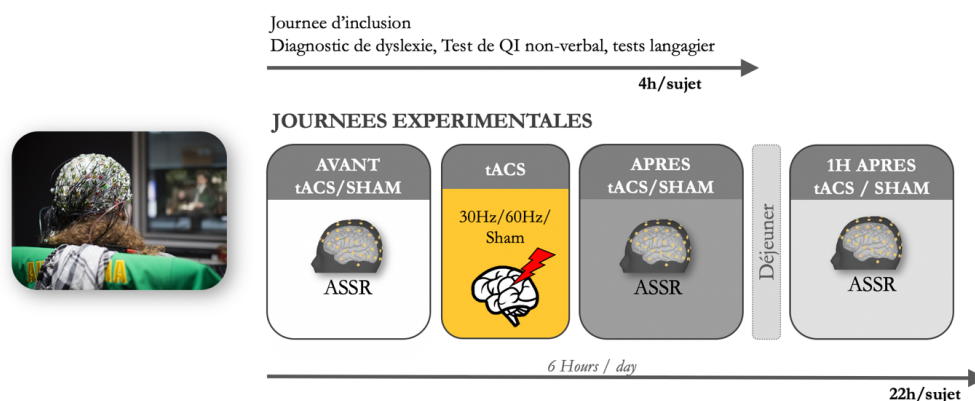 Journee d'inclusion
Diagnostic de dyslexie, Test de QI non-verbal, tests langagier
4h/sujet
JOURNEES EXPERIMENTALES
AVANT
tACS/SHAM
ASSR
tACS
30Hz/60Hz/
Sham
APRES
tACS/SHAM
ASSR
Déjeuner
1H APRES
tACS / SHAM
ASSR
6 Hours / day
22h/sujet